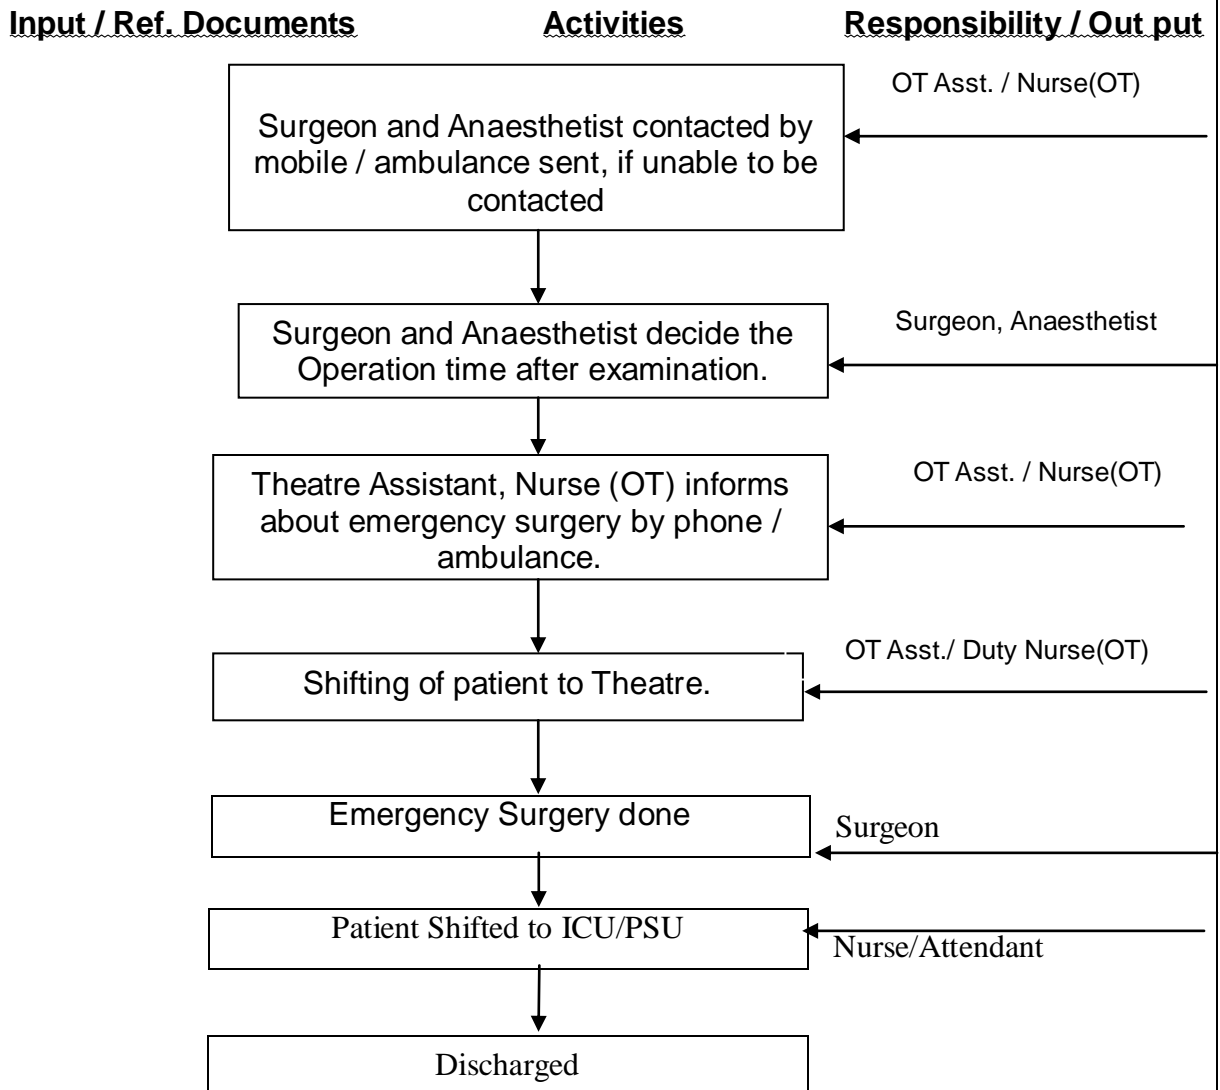 Input / Ref. Documents Activities Responsibility / Out put
OT Asst. / Nurse(OT)
Surgeon and Anaesthetist contacted by
mobile / ambulance sent, if unable to be
contacted
Surgeon, Anaesthetist
Surgeon and Anaesthetist decide the
Operation time after examination.
OT Asst. / Nurse(OT)
Theatre Assistant, Nurse (OT) informs
about emergency surgery by phone /
ambulance.
OT Asst./ Duty Nurse(OT)
Shifting of patient to Theatre.
Emergency Surgery done
Surgeon
Patient Shifted to ICU/PSU
Nurse/Attendant
Discharged